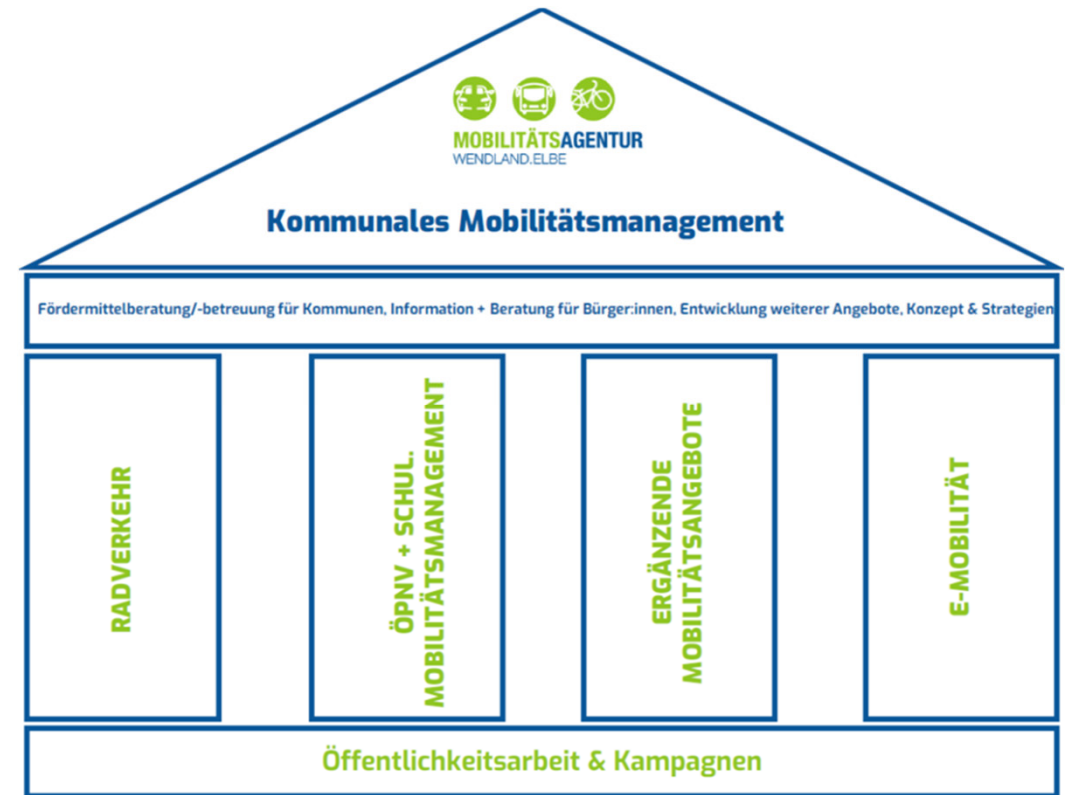 MOBILITÄTSAGENTUR
WENDLAND.ELBE
Kommunales Mobilitätsmanagement
Fördermittelberatung/-betreuung für Kommunen, Information + Beratung für Bürger:innen, Entwicklung weiterer Angebote, Konzept & Strategien
RADVERKEHR
ÖPNV + SCHUL.
MOBILITÄTSMANAGEMENT
ERGÄNZENDE
MOBILITÄTSANGEBOTE
E-MOBILITÄT
Öffentlichkeitsarbeit & Kampagnen